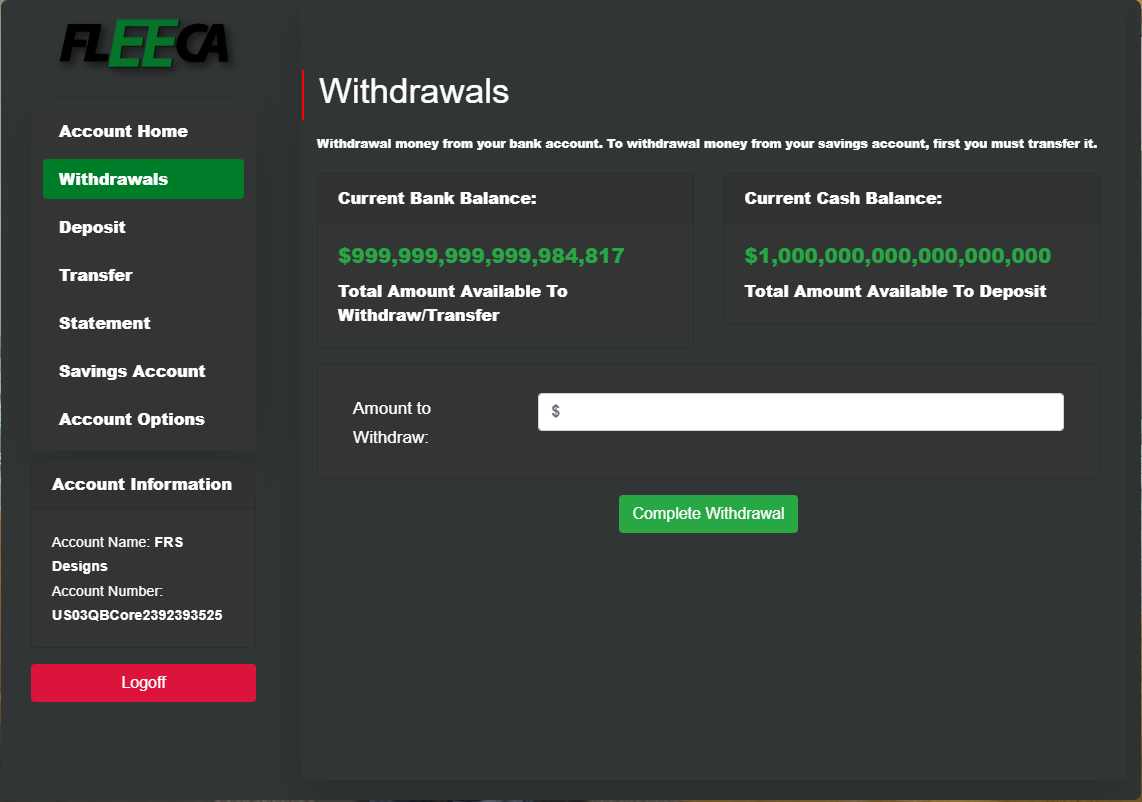 FLEECA
Account Home
Withdrawals
Deposit
Transfer
Statement
Savings Account
Account Options
Account Information
Account Name: FRS
Designs
Account Number:
US03QBCore2392393525
Logoff
Withdrawals
Withdrawal money from your bank account. To withdrawal money from your savings account, first you must transfer it.
Current Bank Balance:
$999,999,999,999,984,817
Total Amount Available To
Withdraw/Transfer
Current Cash Balance:
$1,000,000,000,000,000,000
Total Amount Available To Deposit
Amount to
Withdraw:
$
Complete Withdrawal